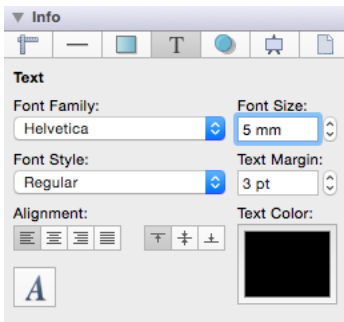 Info
T
Text
Font Family: Font Size:
Helvetica 5 mm
Font Style: Text Margin:
Regular 3 pt
Alignment: Text Color:
A